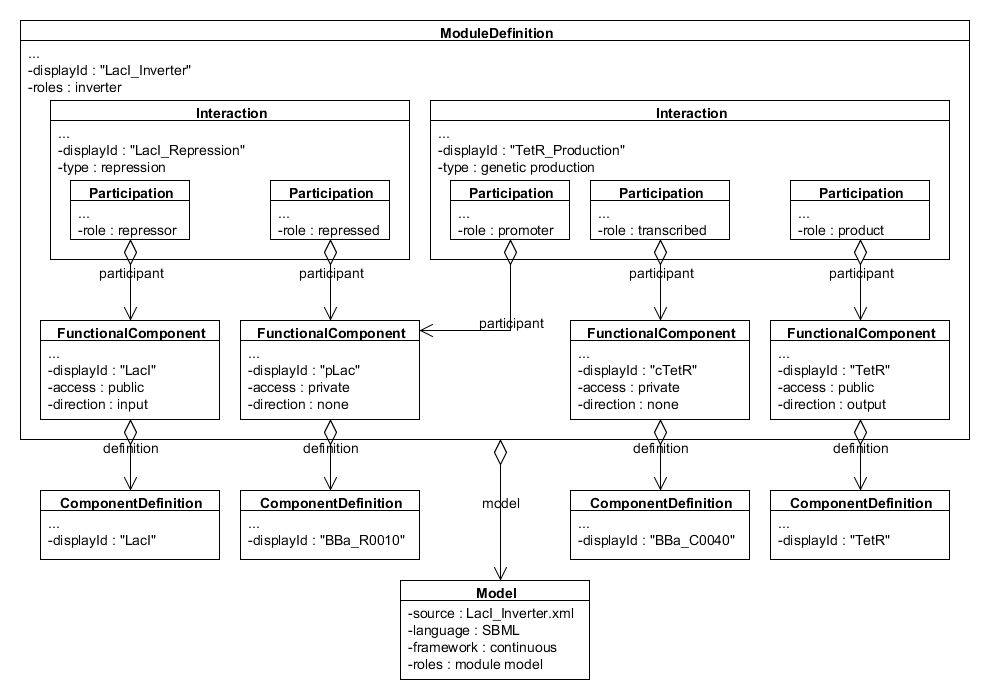 ModuleDefinition
...
-displayId : "LacI_Inverter"
-roles : inverter
Interaction
...
-displayId : "LacI_Repression"
-type : repression
Participation
...
-role : repressor
Participation
...
-role : repressed
Interaction
...
-displayId : "TetR_Production"
-type : genetic production
Participation
...
-role : promoter
Participation
...
-role : transcribed
Participation
...
-role : product
participant
participant
participant
participant
participant
FunctionalComponent
...
-displayId : "LacI"
-access : public
-direction : input
FunctionalComponent
...
-displayId : "pLac"
-access : private
-direction : none
FunctionalComponent
...
-displayId : "cTetR"
-access : private
-direction : none
FunctionalComponent
...
-displayId : "TetR"
-access : public
-direction : output
definition
definition
definition
definition
model
ComponentDefinition
...
-displayId : "LacI"
ComponentDefinition
...
-displayId : "BBa_R0010"
ComponentDefinition
...
-displayId : "BBa_C0040"
ComponentDefinition
...
-displayId : "TetR"
Model
-source : LacI_Inverter.xml
-language : SBML
-framework : continuous
-roles : module model